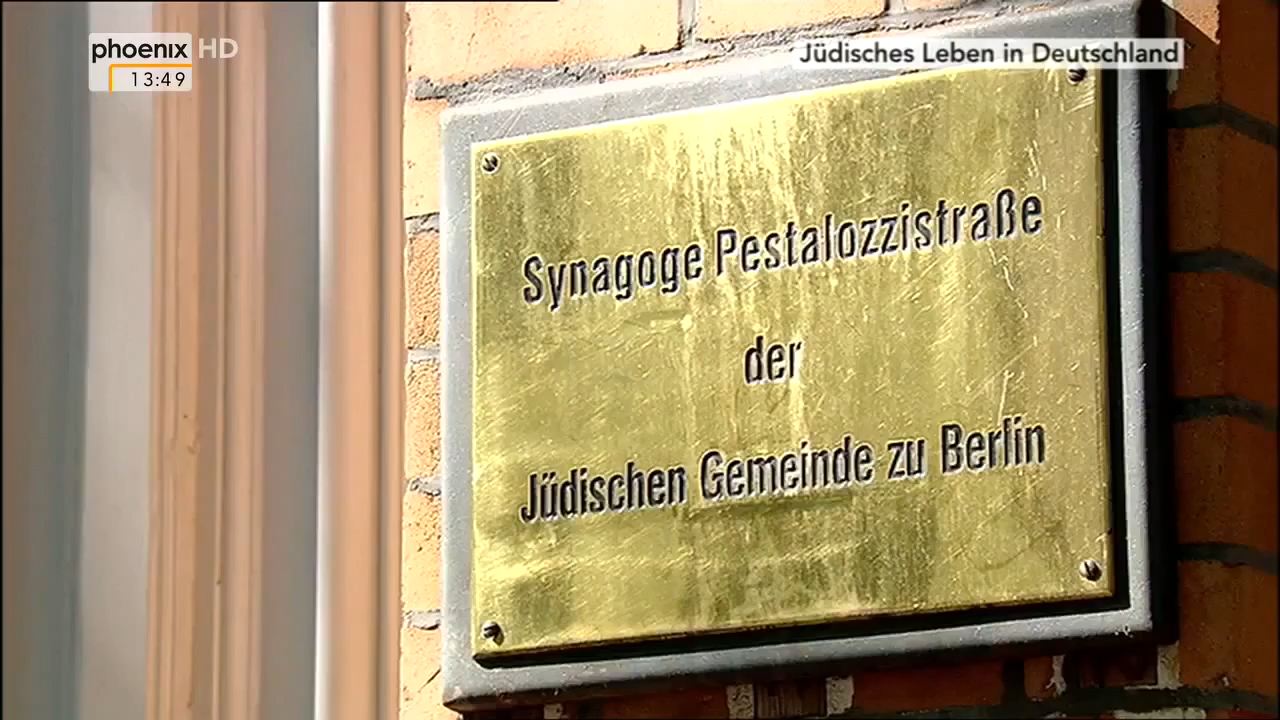 phoenix HD
13:49
Jüdisches Leben in Deutschland
Synagoge Pestalozzistraße
der
Jüdischen Gemeinde zu Berlin